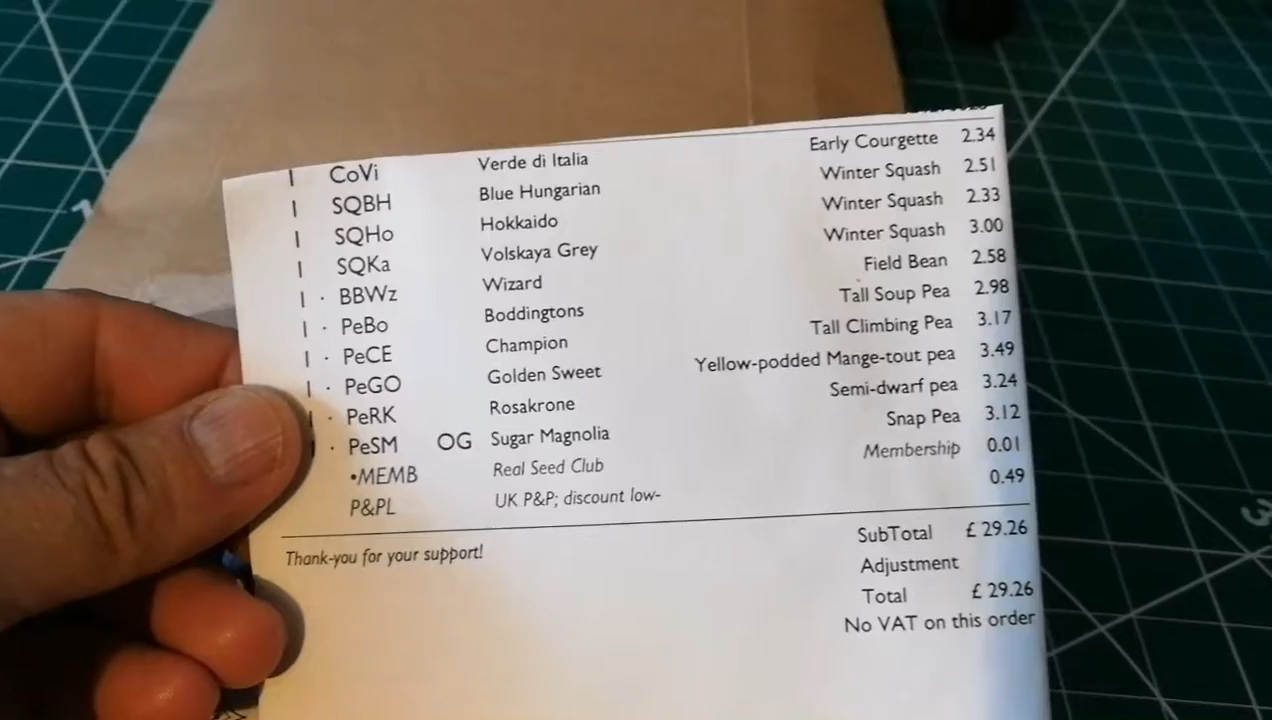 1 CoVi Verde di Italia Early Courgette 2.34
1 SQBH Blue Hungarian Winter Squash 2.51
1 SQHo Hokkaido Winter Squash 2.33
1 SQKa Volskaya Grey Winter Squash 3.00
1 · BBWz Wizard Field Bean 2.58
1 · PeBo Boddingtons Tall Soup Pea 2.98
1 · PeCE Champion Tall Climbing Pea 3.17
1 · PeGO Golden Sweet Yellow-podded Mange-tout pea 3.49
1 · PeRK Rosakrone Semi-dwarf pea 3.24
· PeSM OG Sugar Magnolia Snap Pea 3.12
•MEMB Real Seed Club Membership 0.01
P&PL UK P&P; discount low- 0.49
SubTotal £ 29.26
Thank-you for your support!
Adjustment
Total £ 29.26
No VAT on this order